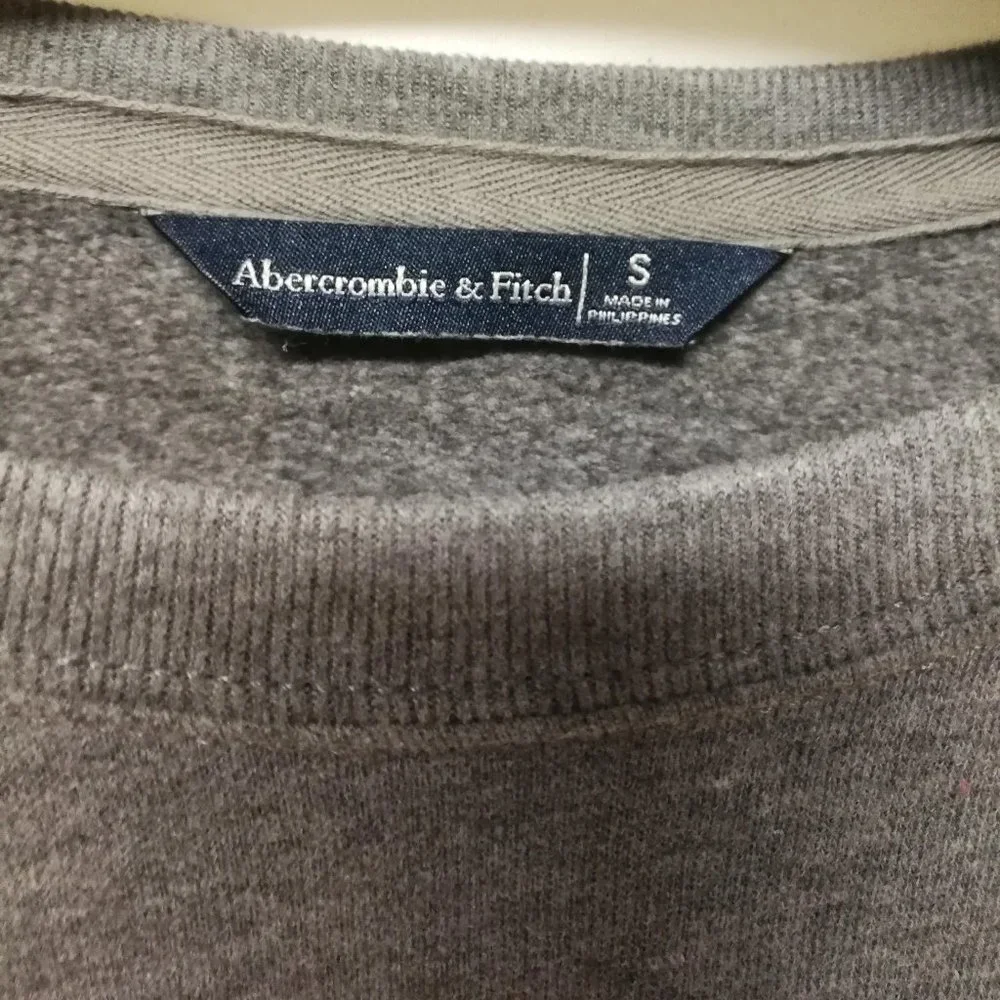 Abercrombie & Fitch
S
MADE IN
PHILIPPINES